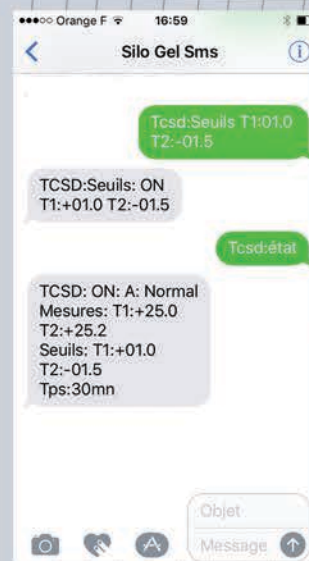 Orange F 16:59
Silo Gel Sms
Tcsd:Seuils T1:01.0
T2:-01.5
TCSD:Seuils: ON
T1:+01.0 T2:-01.5
Tcsd:état
TCSD: ON: A: Normal
Mesures: T1:+25.0
T2:+25.2
Seuils: T1:+01.0
T2:-01.5
Tps:30mn
Objet
Message